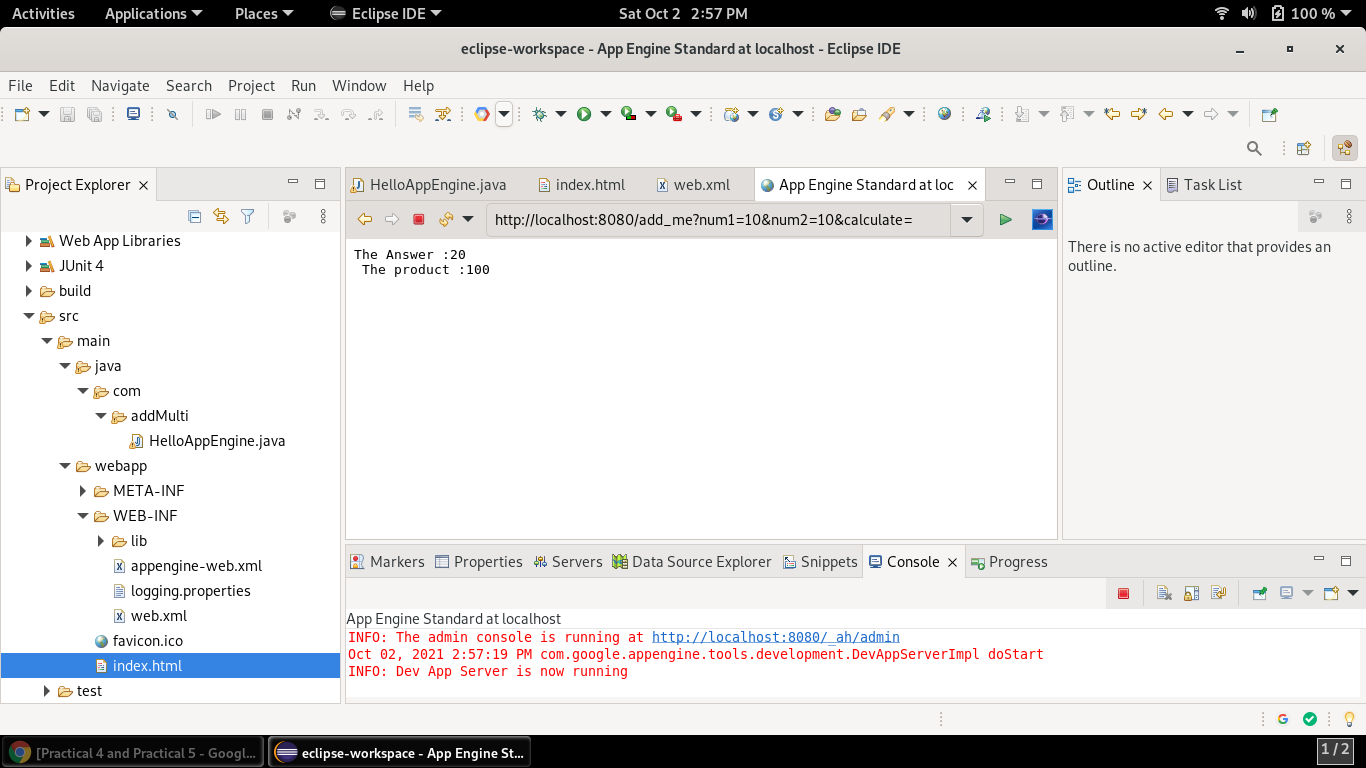 Activities Applications Places Eclipse IDE Sat Oct 2 2:57 PM 100 %
eclipse-workspace - App Engine Standard at localhost - Eclipse IDE
File Edit Navigate Search Project Run Window Help
Project Explorer
Web App Libraries
JUnit 4
build
src
main
java
com
addMulti
HelloAppEngine.java
webapp
META-INF
WEB-INF
lib
appengine-web.xml
logging.properties
web.xml
favicon.ico
index.html
test
HelloAppEngine.java index.html web.xml App Engine Standard at loc
http://localhost:8080/add_me?num1=10&num2=10&calculate=
The Answer :20
The product :100
Outline Task List
There is no active editor that provides an
outline.
Markers Properties Servers Data Source Explorer Snippets Console Progress
App Engine Standard at localhost
INFO: The admin console is running at http://localhost:8080/_ah/admin
Oct 02, 2021 2:57:19 PM com.google.appengine.tools.development.DevAppServerImpl doStart
INFO: Dev App Server is now running
[Practical 4 and Practical 5 - Googl... eclipse-workspace - App Engine St... 1 / 2